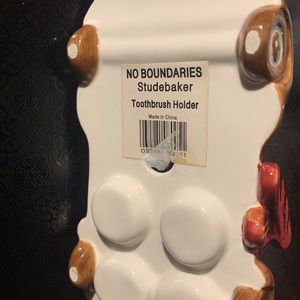 NO BOUNDARIES
Studebaker
Toothbrush Holder
Made in China